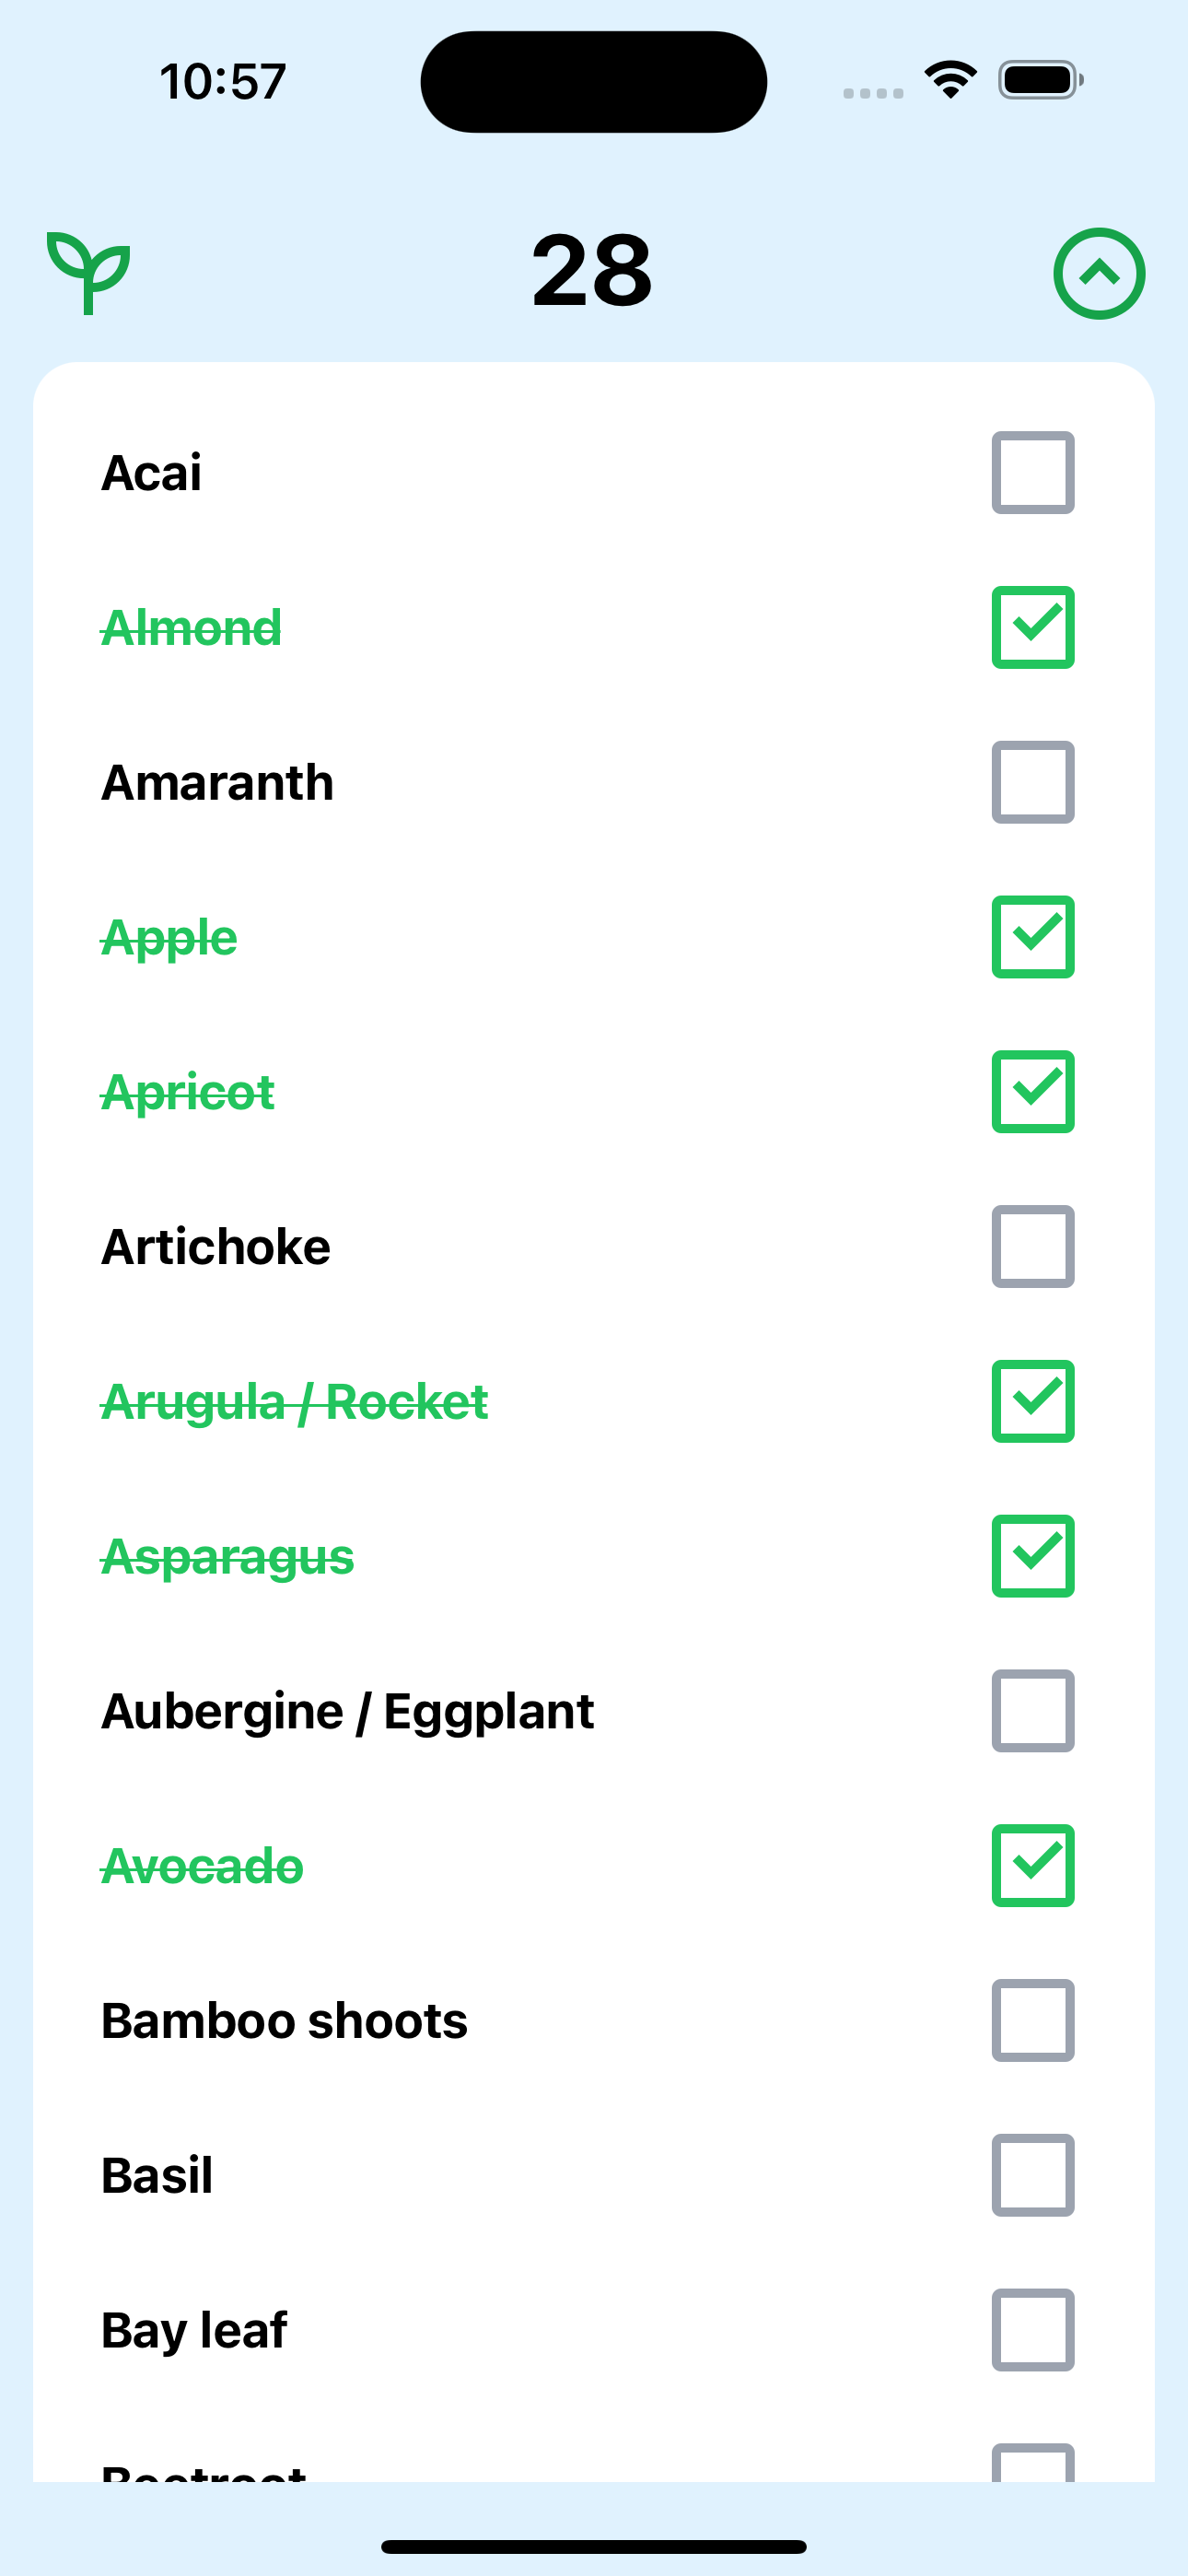 10:57
28
Acai
Almond
Amaranth
Apple
Apricot
Artichoke
Arugula / Rocket
Asparagus
Aubergine / Eggplant
Avocado
Bamboo shoots
Basil
Bay leaf
Beetroot